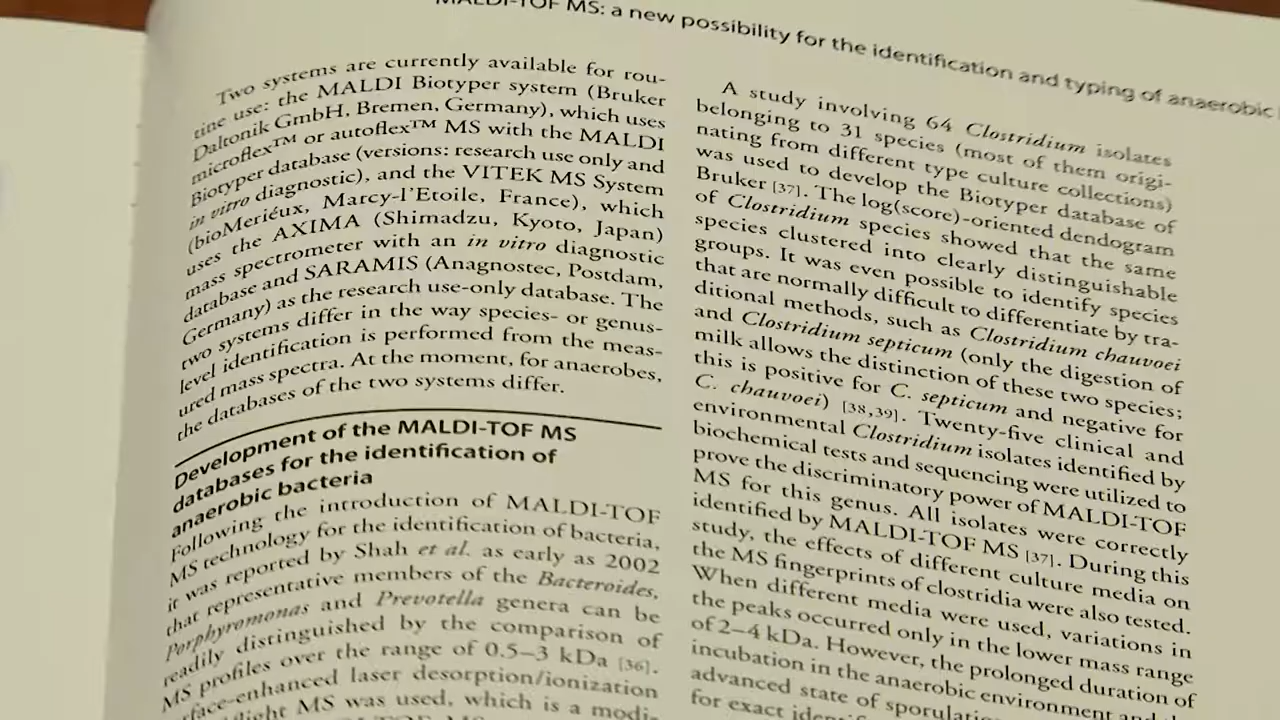 MALDI-TOF MS: a new possibility for the identification and typing of anaerobic
Two systems are currently available for rou-
tine use: the MALDI Biotyper system (Bruker
Daltonik GmbH, Bremen, Germany), which uses
microflex™ or autoflex™ MS with the MALDI
Biotyper database (versions: research use only and
in vitro diagnostic), and the VITEK MS System
(bioMeriéux, Marcy-l'Etoile, France), which
uses the AXIMA (Shimadzu, Kyoto, Japan)
mass spectrometer with an in vitro diagnostic
database and SARAMIS (Anagnostec, Postdam,
Germany) as the research use-only database. The
two systems differ in the way species- or genus-
level identification is performed from the meas-
ured mass spectra. At the moment, for anaerobes,
the databases of the two systems differ.
Development of the MALDI-TOF MS
databases for the identification of
anaerobic bacteria
Following the introduction of MALDI-TOF
MS technology for the identification of bacteria,
it was reported by Shah et al. as early as 2002
that representative members of the Bacteroides,
Porphyromonas and Prevotella genera can be
readily distinguished by the comparison of
MS profiles over the range of 0.5–3 kDa [36].
face-enhanced laser desorption/ionization
flight MS was used, which is a modi-
A study involving 64 Clostridium isolates
belonging to 31 species (most of them origi-
nating from different type culture collections)
was used to develop the Biotyper database of
Bruker [37]. The log(score)-oriented dendogram
of Clostridium species showed that the same
species clustered into clearly distinguishable
groups. It was even possible to identify species
that are normally difficult to differentiate by tra-
ditional methods, such as Clostridium chauvoei
and Clostridium septicum (only the digestion of
milk allows the distinction of these two species;
this is positive for C. septicum and negative for
C. chauvoei) [38,39]. Twenty-five clinical and
environmental Clostridium isolates identified by
biochemical tests and sequencing were utilized to
prove the discriminatory power of MALDI-TOF
MS for this genus. All isolates were correctly
identified by MALDI-TOF MS [37]. During this
study, the effects of different culture media on
the MS fingerprints of clostridia were also tested.
When different media were used, variations in
the peaks occurred only in the lower mass range
of 2–4 kDa. However, the prolonged duration of
incubation in the anaerobic environment and
advanced state of sporulation
for exact